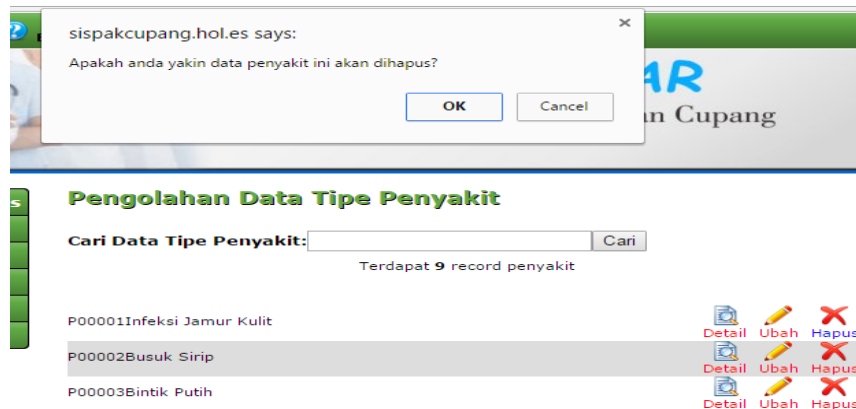 sispakcupang.hol.es says:
Apakah anda yakin data penyakit ini akan dihapus?
OK Cancel
AR
Cupang
Pengolahan Data Tipe Penyakit
Cari Data Tipe Penyakit: Cari
Terdapat 9 record penyakit
P00001Infeksi Jamur Kulit
Detail Ubah Hapus
P00002Busuk Sirip
Detail Ubah Hapus
P00003Bintik Putih
Detail Ubah Hapus